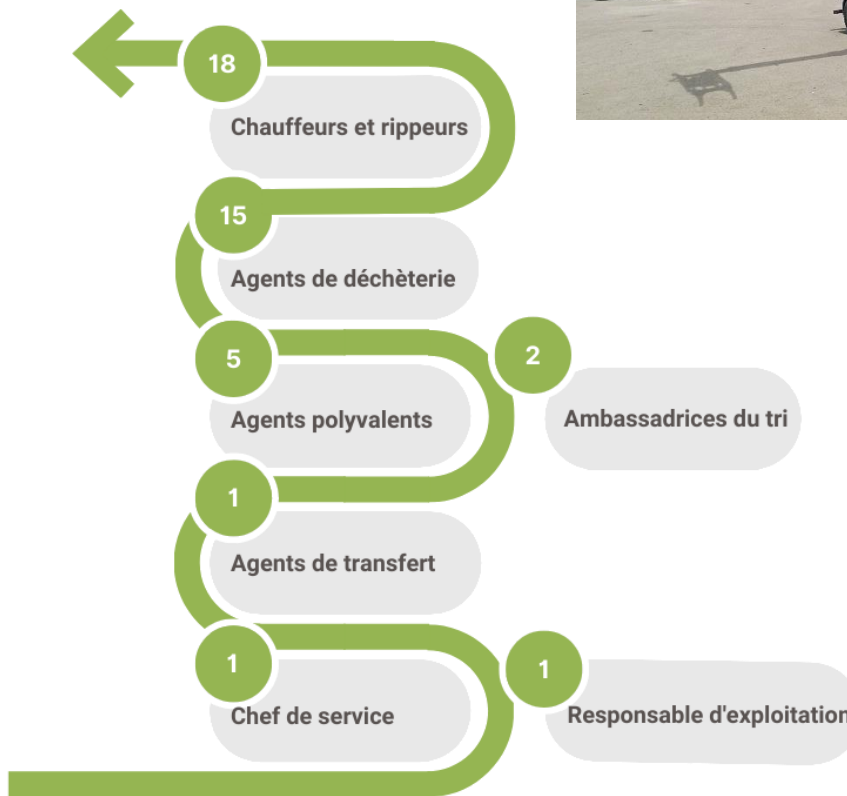 18
Chauffeurs et rippeurs
15
Agents de déchèterie
5
Agents polyvalents
2
Ambassadrices du tri
1
Agents de transfert
1
Chef de service
1
Responsable d'exploitation